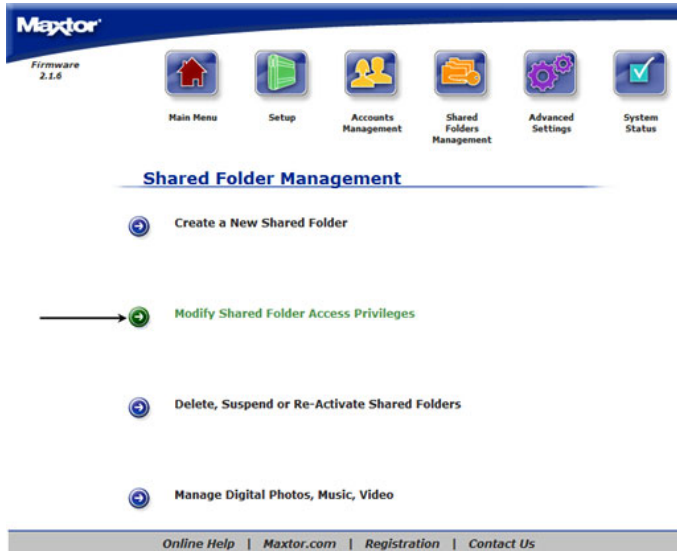 Maxtor
Firmware
2.1.6
Main Menu
Setup
Accounts
Management
Shared
Folders
Management
Advanced
Settings
System
Status
Shared Folder Management
Create a New Shared Folder
Modify Shared Folder Access Privileges
Delete, Suspend or Re-Activate Shared Folders
Manage Digital Photos, Music, Video
Online Help | Maxtor.com | Registration | Contact Us